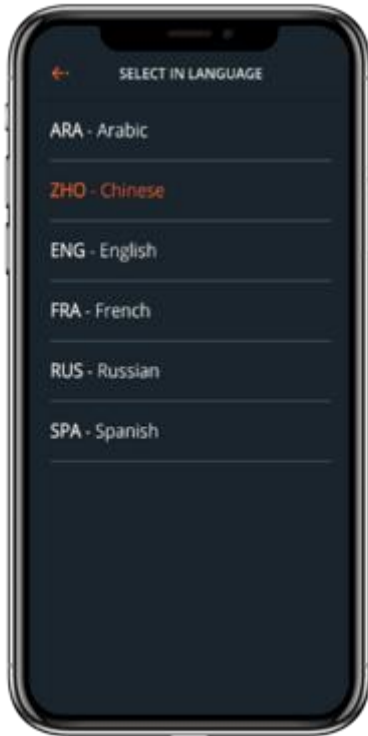 SELECT IN LANGUAGE
ARA - Arabic
ZHO - Chinese
ENG - English
FRA - French
RUS - Russian
SPA - Spanish